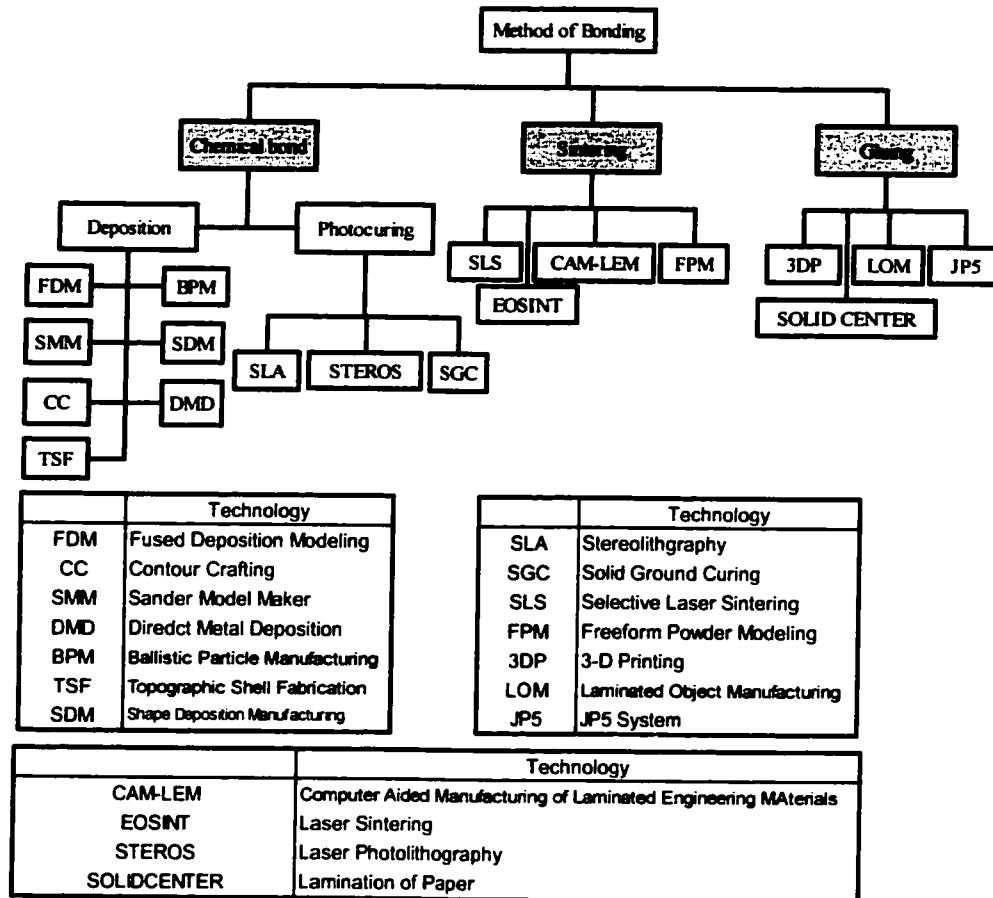 Method of Bonding
Chemical bond
Sintering
Gluing
Deposition
Photocuring
SLS
CAM-LEM
FPM
EOSINT
3DP
LOM
JP5
SOLID CENTER
FDM
BPM
SMM
SDM
CC
DMD
TSF
SLA
STEROS
SGC
Technology
FDM Fused Deposition Modeling
CC Contour Crafting
SMM Sander Model Maker
DMD Diredct Metal Deposition
BPM Ballistic Particle Manufacturing
TSF Topographic Shell Fabrication
SDM Shape Deposition Manufacturing
Technology
SLA Stereolithgraphy
SGC Solid Ground Curing
SLS Selective Laser Sintering
FPM Freeform Powder Modeling
3DP 3-D Printing
LOM Laminated Object Manufacturing
JP5 JP5 System
Technology
CAM-LEM Computer Aided Manufacturing of Laminated Engineering MAterials
EOSINT Laser Sintering
STEROS Laser Photolithography
SOLIDCENTER Lamination of Paper